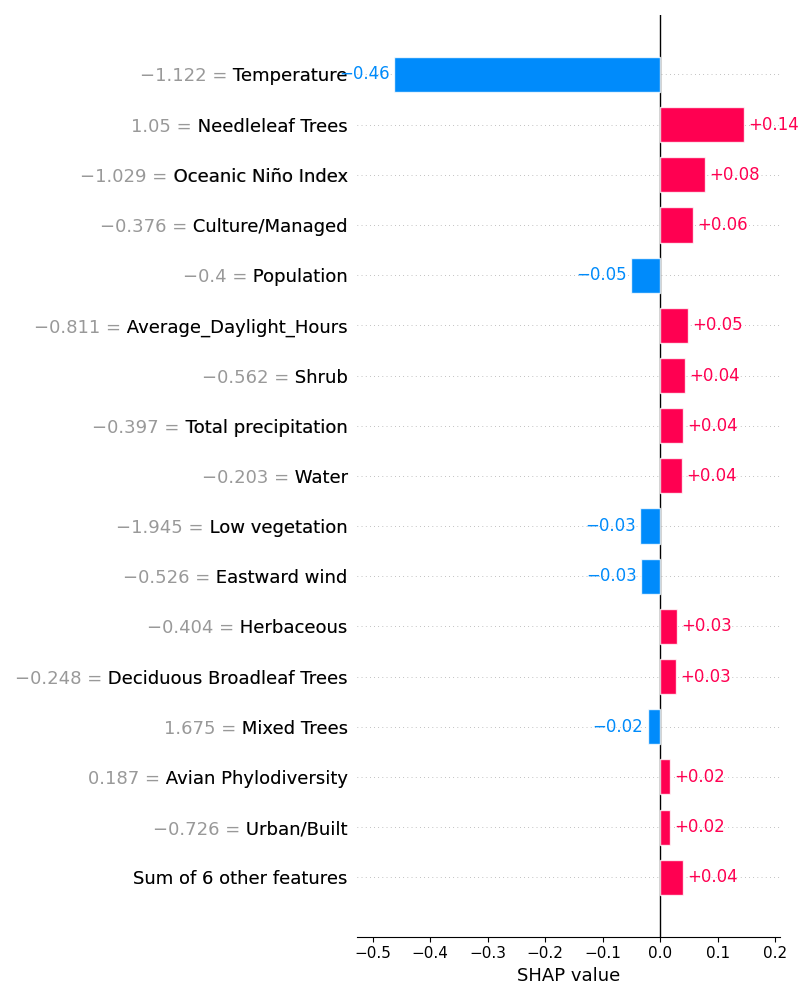 −1.122 = Temperature −0.46
1.05 = Needleleaf Trees +0.14
−1.029 = Oceanic Niño Index +0.08
−0.376 = Culture/Managed +0.06
−0.4 = Population −0.05
−0.811 = Average_Daylight_Hours +0.05
−0.562 = Shrub +0.04
−0.397 = Total precipitation +0.04
−0.203 = Water +0.04
−1.945 = Low vegetation −0.03
−0.526 = Eastward wind −0.03
−0.404 = Herbaceous +0.03
−0.248 = Deciduous Broadleaf Trees +0.03
1.675 = Mixed Trees −0.02
0.187 = Avian Phylodiversity +0.02
−0.726 = Urban/Built +0.02
Sum of 6 other features +0.04
−0.5 −0.4 −0.3 −0.2 −0.1 0.0 0.1 0.2
SHAP value